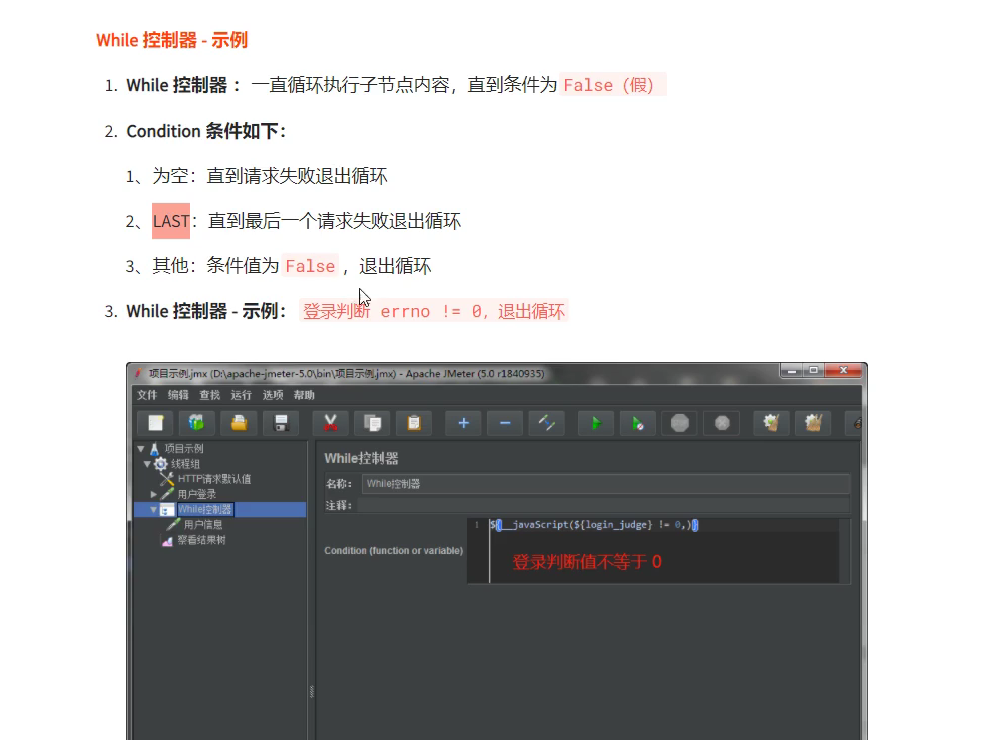 While 控制器 - 示例
1. While 控制器 ： 一直循环执行子节点内容，直到条件为 False（假）
2. Condition 条件如下：
1、为空：直到请求失败退出循环
2、LAST：直到最后一个请求失败退出循环
3、其他：条件值为 False ，退出循环
3. While 控制器 - 示例： 登录判断 errno != 0，退出循环
项目示例.jmx (D:\apache-jmeter-5.0\bin\项目示例.jmx) - Apache JMeter (5.0 r1840935)
文件 编辑 查找 运行 选项 帮助
项目示例
线程组
HTTP请求默认值
用户登录
While控制器
用户信息
察看结果树
While控制器
名称： While控制器
注释：
Condition (function or variable)
1 ${__javaScript(${login_judge} != 0,)}
登录判断值不等于 0